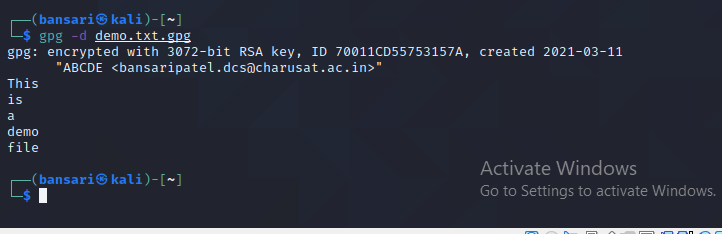 ┌──(bansari㉿kali)-[~]
└─$ gpg -d demo.txt.gpg
gpg: encrypted with 3072-bit RSA key, ID 70011CD55753157A, created 2021-03-11
      "ABCDE <bansaripatel.dcs@charusat.ac.in>"
This
is
a
demo
file
┌──(bansari㉿kali)-[~]
└─$
Activate Windows
Go to Settings to activate Windows.